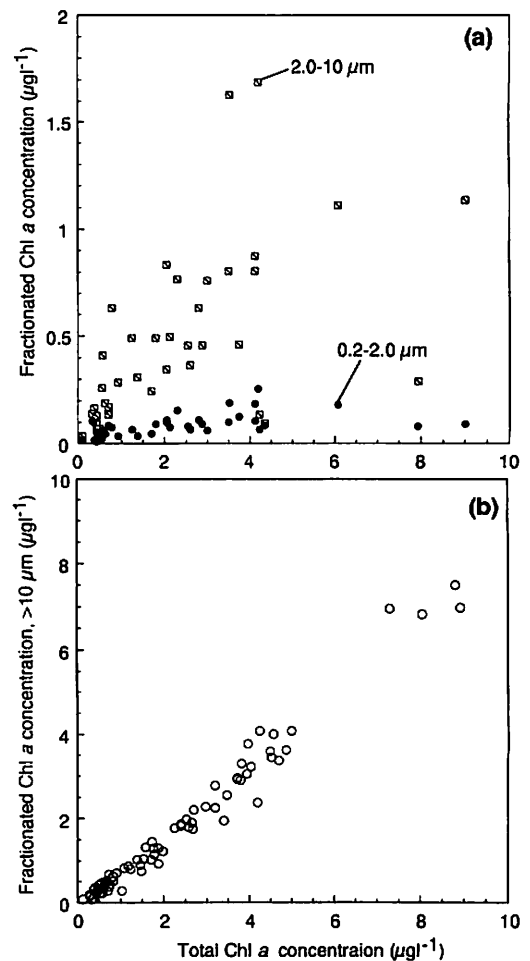 (a)
2
1.5
1
0.5
0
Fractionated Chl a concentration (μgl⁻¹)
2.0-10 μm
0.2-2.0 μm
0 2 4 6 8 10
(b)
10
8
6
4
2
0
Fractionated Chl a concentration, >10 μm (μgl⁻¹)
0 2 4 6 8 10
Total Chl a concentraion (μgl⁻¹)